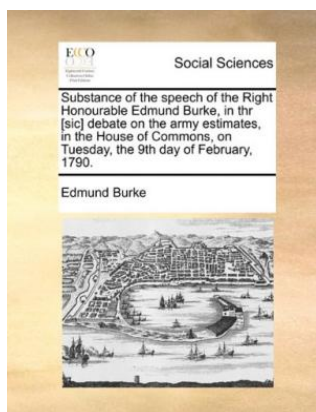 ECCO
Social Sciences
Substance of the speech of the Right
Honourable Edmund Burke, in thr
[sic] debate on the army estimates,
in the House of Commons, on
Tuesday, the 9th day of February,
1790.
Edmund Burke